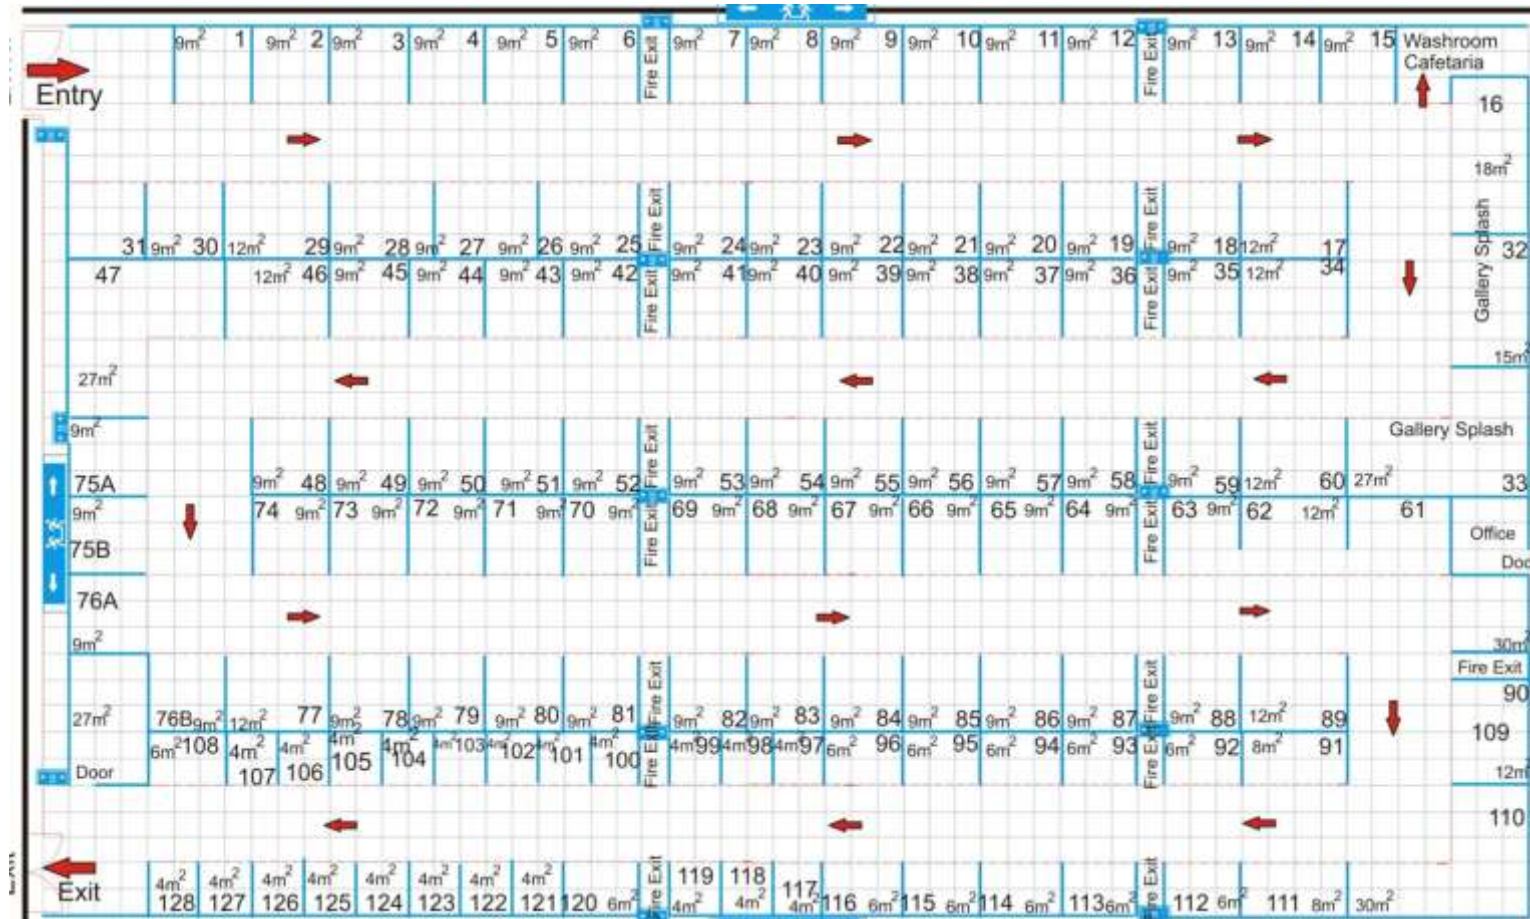 9m² 1 9m² 2 9m² 3 9m² 4 9m² 5 9m² 6 Fire Exit 9m² 7 9m² 8 9m² 9 9m² 10 9m² 11 9m² 12 Fire Exit 9m² 13 9m² 14 9m² 15 Washroom
Cafetaria
Entry
16
18m²
31 9m² 30 12m² 29 9m² 28 9m² 27 9m² 26 9m² 25 Fire Exit 9m² 24 9m² 23 9m² 22 9m² 21 9m² 20 9m² 19 Fire Exit 9m² 18 12m² 17 Gallery Splash 32
47 12m² 46 9m² 45 9m² 44 9m² 43 9m² 42 Fire Exit 9m² 41 9m² 40 9m² 39 9m² 38 9m² 37 9m² 36 Fire Exit 9m² 35 12m² 34
15m²
27m²
9m²
Gallery Splash
75A 9m² 48 9m² 49 9m² 50 9m² 51 9m² 52 Fire Exit 9m² 53 9m² 54 9m² 55 9m² 56 9m² 57 9m² 58 Fire Exit 9m² 59 12m² 60 27m² 33
9m² 74 9m² 73 9m² 72 9m² 71 9m² 70 9m² Fire Exit 69 9m² 68 9m² 67 9m² 66 9m² 65 9m² 64 9m² Fire Exit 63 9m² 62 12m² 61
Office
75B
Doo
76A
9m²
30m²
Fire Exit
90
27m² 76B 9m² 12m² 77 9m² 78 9m² 79 9m² 80 9m² 81 Fire Exit 9m² 82 9m² 83 9m² 84 9m² 85 9m² 86 9m² 87 Fire Exit 9m² 88 12m² 89
109
6m² 108 4m² 107 4m² 106 4m² 105 4m² 104 4m² 103 4m² 102 4m² 101 4m² 100 Fire Exit 4m² 99 4m² 98 4m² 97 6m² 96 6m² 95 6m² 94 6m² 93 Fire Exit 6m² 92 8m² 91
Door
12m²
110
Exit
4m² 128 4m² 127 4m² 126 4m² 125 4m² 124 4m² 123 4m² 122 4m² 121 120 6m² Fire Exit 119 4m² 118 4m² 117 4m² 116 6m² 115 6m² 114 6m² 113 6m² Fire Exit 112 6m² 111 8m² 30m²